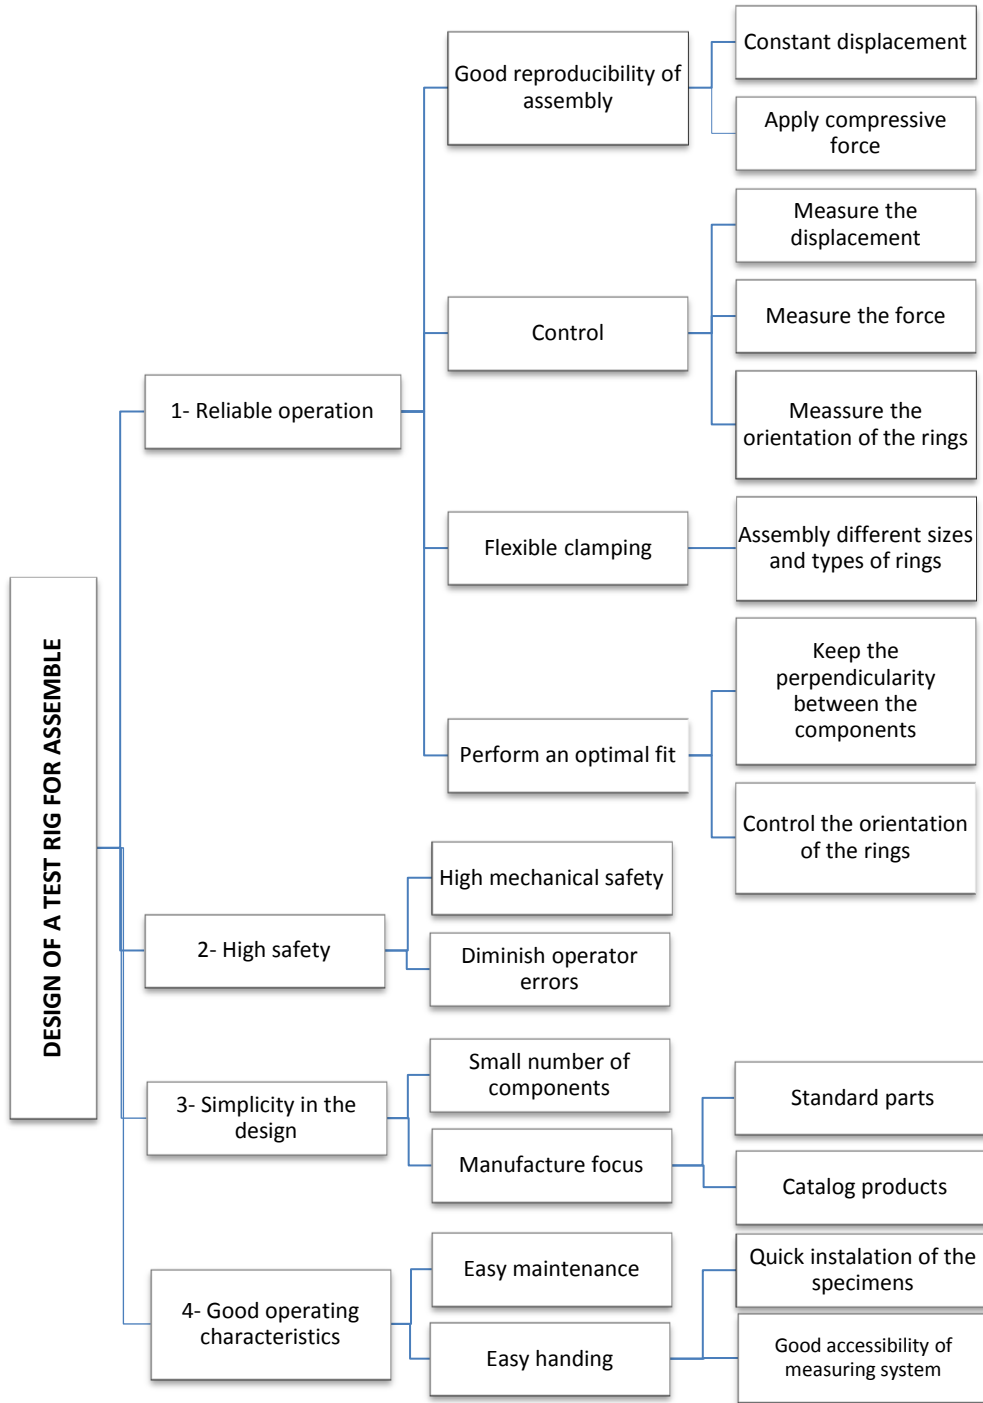 DESIGN OF A TEST RIG FOR ASSEMBLE
1- Reliable operation
Good reproducibility of
assembly
Constant displacement
Apply compressive
force
Control
Measure the
displacement
Measure the force
Meassure the
orientation of the rings
Flexible clamping
Assembly different sizes
and types of rings
Perform an optimal fit
Keep the
perpendicularity
between the
components
Control the orientation
of the rings
2- High safety
High mechanical safety
Diminish operator
errors
3- Simplicity in the
design
Small number of
components
Manufacture focus
Standard parts
Catalog products
4- Good operating
characteristics
Easy maintenance
Easy handing
Quick instalation of the
specimens
Good accessibility of
measuring system